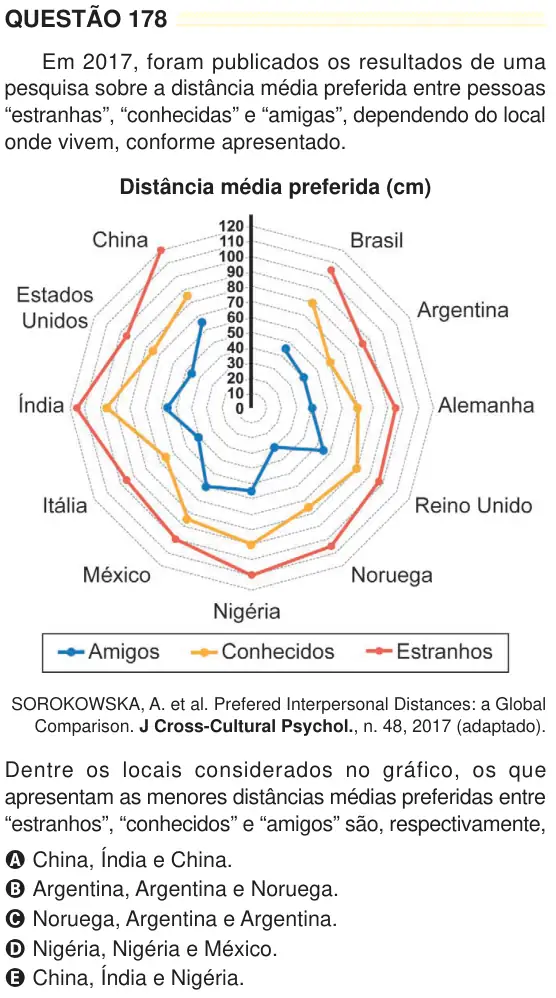 QUESTÃO 178
Em 2017, foram publicados os resultados de uma
pesquisa sobre a distância média preferida entre pessoas
“estranhas”, “conhecidas” e “amigas”, dependendo do local
onde vivem, conforme apresentado.
Distância média preferida (cm)
120
110
100
90
80
70
60
50
40
30
20
10
0
China
Brasil
Estados
Unidos
Argentina
Índia
Alemanha
Itália
Reino Unido
México
Noruega
Nigéria
Amigos Conhecidos Estranhos
SOROKOWSKA, A. et al. Prefered Interpersonal Distances: a Global
Comparison. J Cross-Cultural Psychol., n. 48, 2017 (adaptado).
Dentre os locais considerados no gráfico, os que
apresentam as menores distâncias médias preferidas entre
“estranhos”, “conhecidos” e “amigos” são, respectivamente,
A China, Índia e China.
B Argentina, Argentina e Noruega.
C Noruega, Argentina e Argentina.
D Nigéria, Nigéria e México.
E China, Índia e Nigéria.